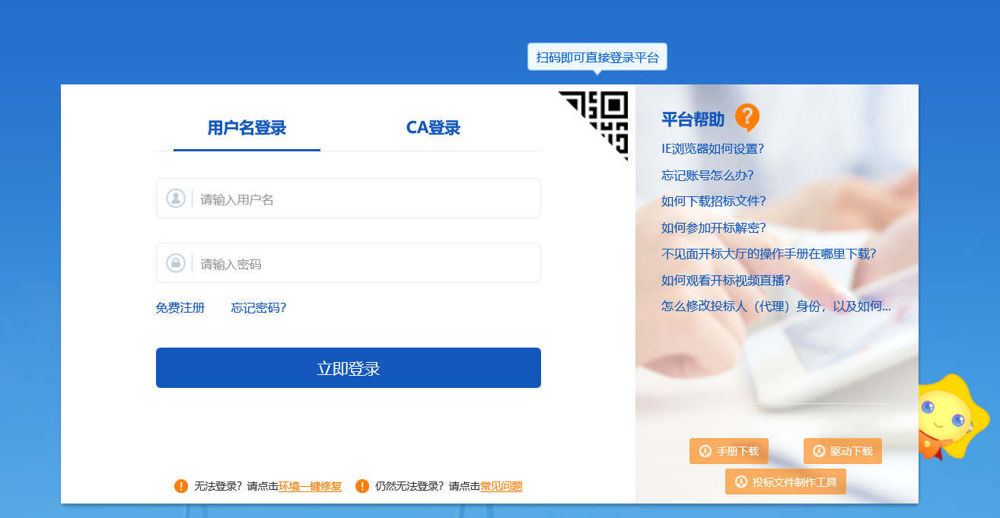 扫码即可直接登录平台
用户名登录
CA登录
请输入用户名
请输入密码
免费注册
忘记密码?
立即登录
无法登录？请点击环境一键修复
仍然无法登录？请点击常见问题
平台帮助
IE浏览器如何设置?
忘记账号怎么办?
如何下载招标文件?
如何参加开标解密?
不见面开标大厅的操作手册在哪里下载?
如何观看开标视频直播?
怎么修改投标人（代理）身份，以及如何...
手册下载
驱动下载
投标文件制作工具